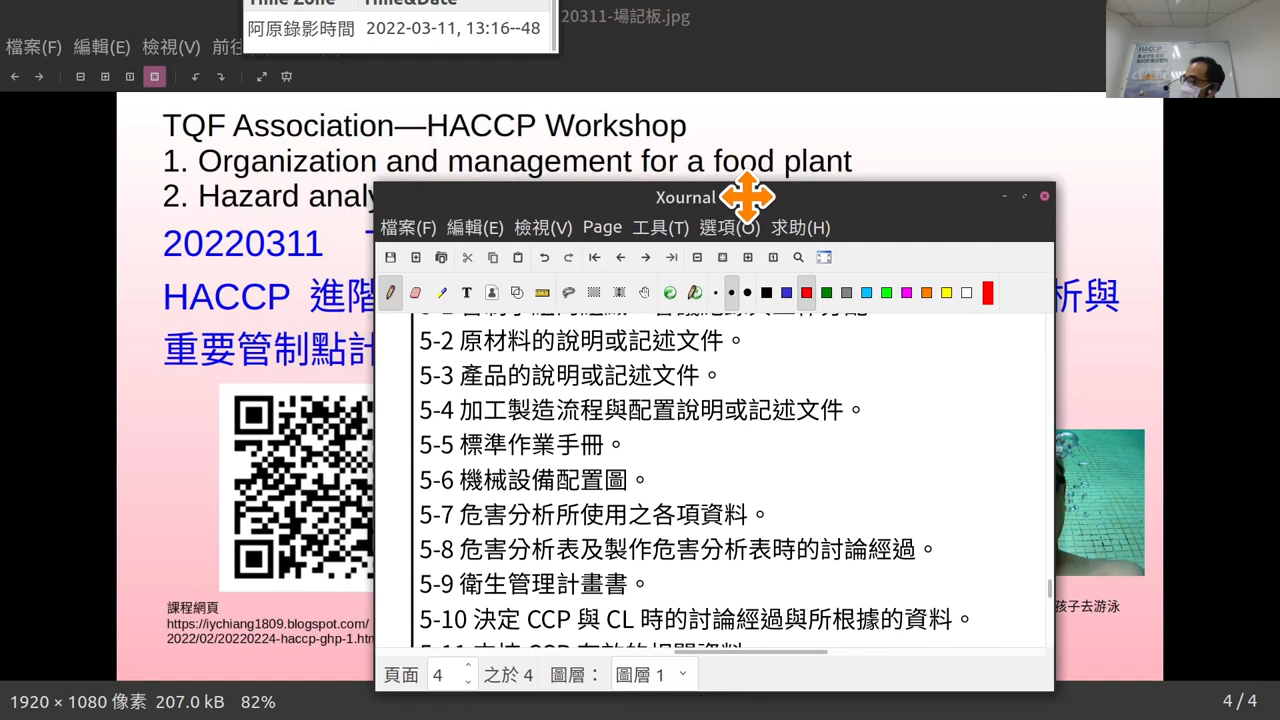 Time Zone Time&Date
阿原錄影時間 2022-03-11, 13:16--48
20311-場記板.jpg
檔案(F) 編輯(E) 檢視(V) 前往
HACCP
TQF Association—HACCP Workshop
1. Organization and management for a food plant
2. Hazard analy
20220311
HACCP 進階 析與
重要管制點計
Xournal
檔案(F) 編輯(E) 檢視(V) Page 工具(T) 選項(O) 求助(H)
5-2 原材料的說明或記述文件。
5-3 產品的說明或記述文件。
5-4 加工製造流程與配置說明或記述文件。
5-5 標準作業手冊。
5-6 機械設備配置圖。
5-7 危害分析所使用之各項資料。
5-8 危害分析表及製作危害分析表時的討論經過。
5-9 衛生管理計畫書。
5-10 決定 CCP 與 CL 時的討論經過與所根據的資料。
頁面 4 之於 4 圖層： 圖層 1
課程網頁
https://iychiang1809.blogspot.com/
2022/02/20220224-haccp-ghp-1.htm
孩子去游泳
1920 × 1080 像素 207.0 kB 82%
4 / 4